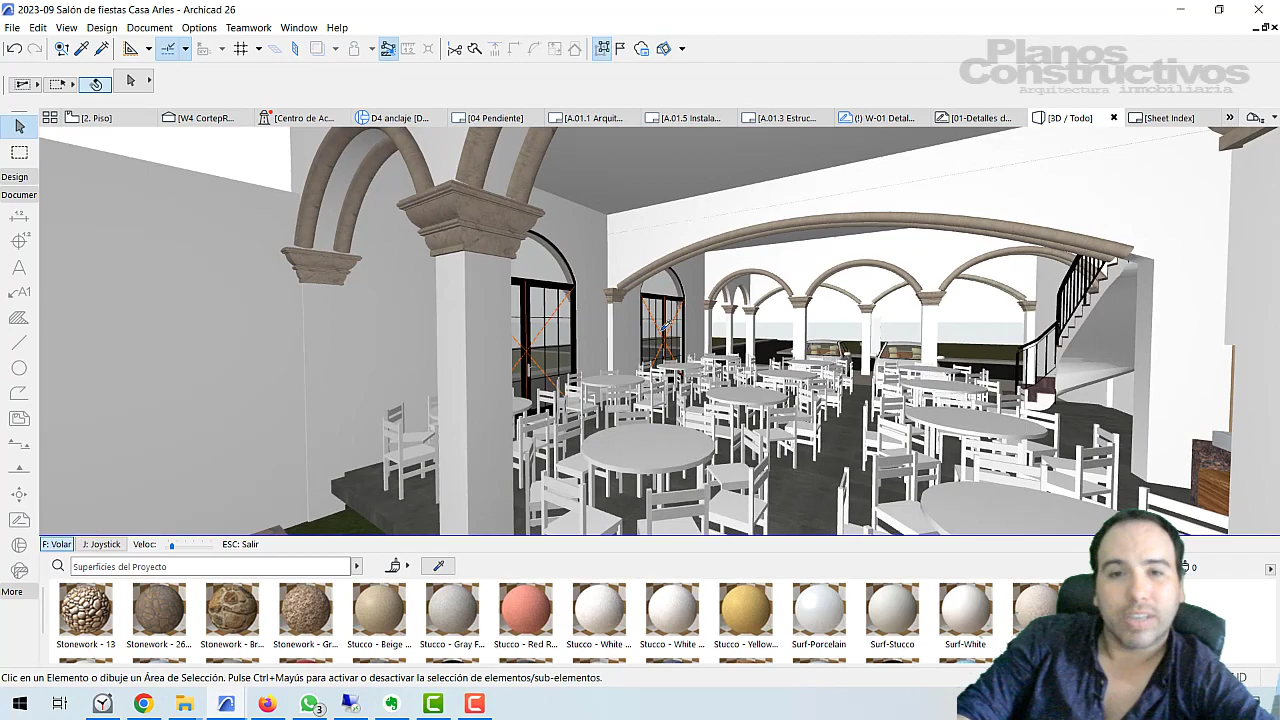 2023-09 Salón de fiestas Casa Arles - Archicad 26
File Edit View Design Document Options Teamwork Window Help
Planos
Constructivos
Arquitectura inmobiliaria
[2. Piso] [W4 CortepR... [Centro de Ac... D4 anclaje [D... [04 Pendiente] [A.01.1 Arquit... [A.01.5 Instala... [A.01.3 Estruc... (!) W-01 Detal... [01-Detalles d... [3D / Todo] [Sheet Index]
Design
Documer
More
F: Volar J: Joystick Veloc: ESC: Salir
Superficies del Proyecto
0
Stonework - 13 Stonework - 26... Stonework - Br... Stonework - Gr... Stucco - Beige ... Stucco - Gray F... Stucco - Red R... Stucco - White ... Stucco - White ... Stucco - Yellow... Surf-Porcelain Surf-Stucco Surf-White
Clic en un Elemento o dibuje un Área de Selección. Pulse Ctrl+Mayús para activar o desactivar la selección de elementos/sub-elementos.
3